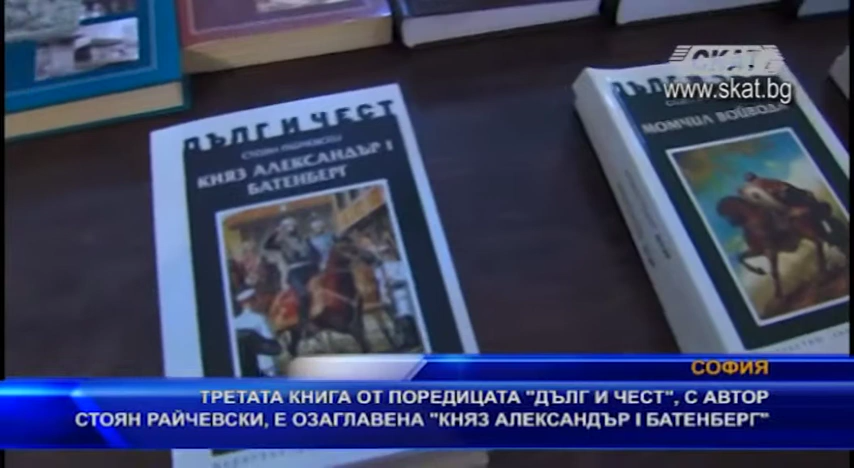 SKAT
www.skat.bg
ДЪЛГ И ЧЕСТ
СТОЯН РАЙЧЕВСКИ
КНЯЗ АЛЕКСАНДЪР I
БАТЕНБЕРГ
ДЪЛГ
МОМЧИЛ ВОЙВОДА
СОФИЯ
ТРЕТАТА КНИГА ОТ ПОРЕДИЦАТА "ДЪЛГ И ЧЕСТ", С АВТОР
СТОЯН РАЙЧЕВСКИ, Е ОЗАГЛАВЕНА "КНЯЗ АЛЕКСАНДЪР I БАТЕНБЕРГ"